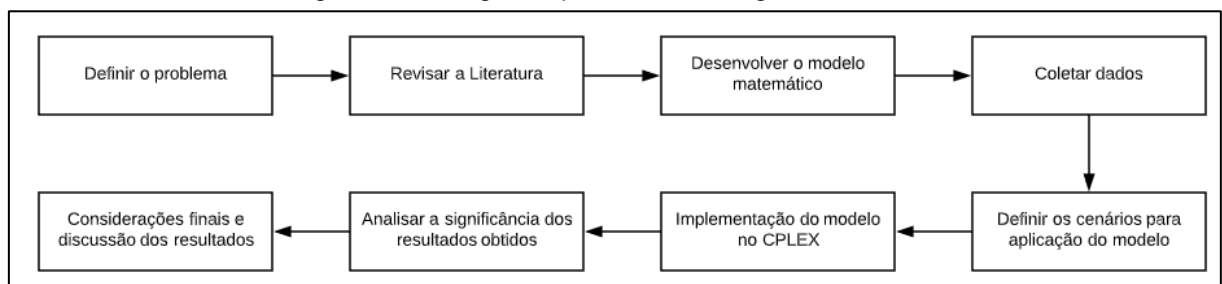 Definir o problema
Revisar a Literatura
Desenvolver o modelo
matemático
Coletar dados
Definir os cenários para
aplicação do modelo
Implementação do modelo
no CPLEX
Analisar a significância dos
resultados obtidos
Considerações finais e
discussão dos resultados